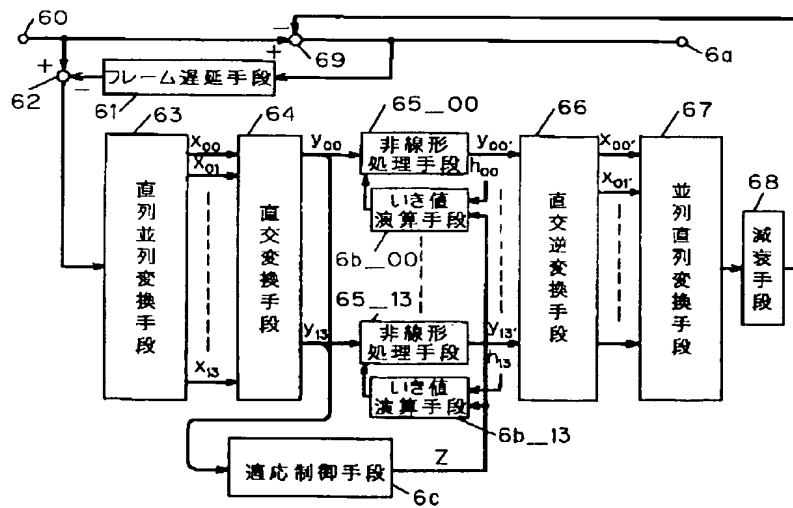 60
−
+
69
6a
+
62
−
フレーム遅延手段
61
63
64
65_00
66
67
68
x00
x01
x13
直列並列変換手段
直交変換手段
y00
y13
非線形処理手段
y00'
h00
いき値演算手段
6b_00
65_13
非線形処理手段
y13'
h13
いき値演算手段
6b_13
直交逆変換手段
x00'
x01'
並列直列変換手段
減衰手段
適応制御手段
Z
6c